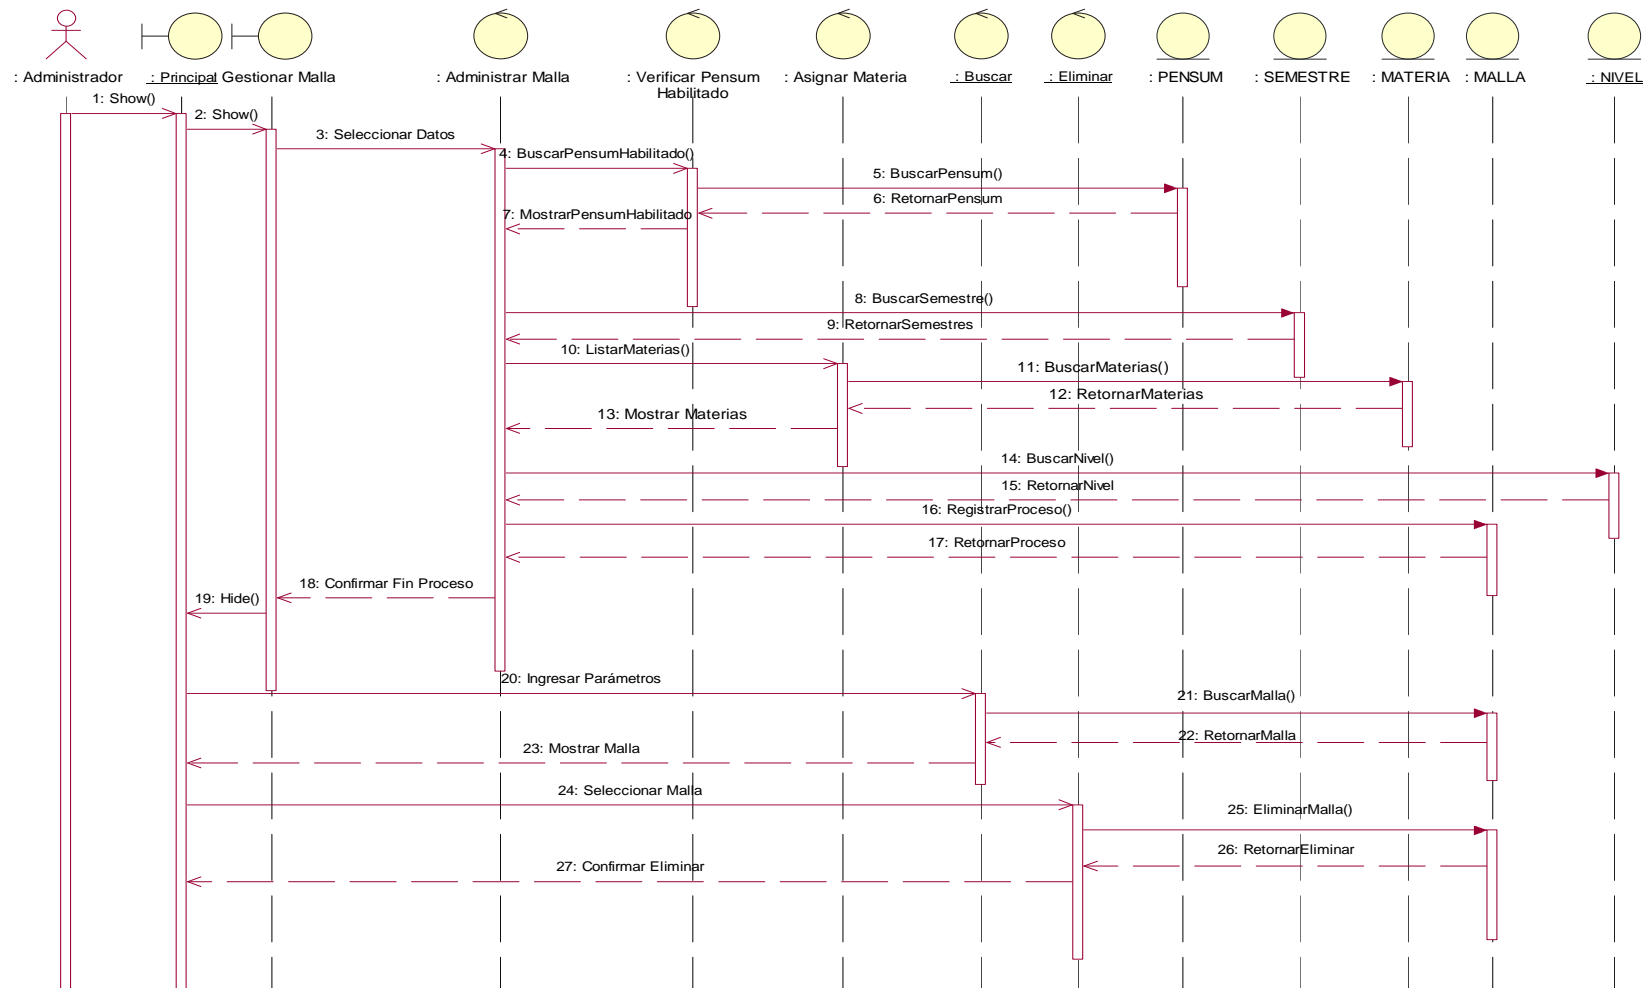 : Administrador
: Principal
Gestionar Malla
: Administrar Malla
: Verificar Pensum
Habilitado
: Asignar Materia
: Buscar
: Eliminar
: PENSUM
: SEMESTRE
: MATERIA
: MALLA
: NIVEL
1: Show()
2: Show()
3: Seleccionar Datos
4: BuscarPensumHabilitado()
5: BuscarPensum()
6: RetornarPensum
7: MostrarPensumHabilitado
8: BuscarSemestre()
9: RetornarSemestres
10: ListarMaterias()
11: BuscarMaterias()
12: RetornarMaterias
13: Mostrar Materias
14: BuscarNivel()
15: RetornarNivel
16: RegistrarProceso()
17: RetornarProceso
18: Confirmar Fin Proceso
19: Hide()
20: Ingresar Parámetros
21: BuscarMalla()
22: RetornarMalla
23: Mostrar Malla
24: Seleccionar Malla
25: EliminarMalla()
26: RetornarEliminar
27: Confirmar Eliminar